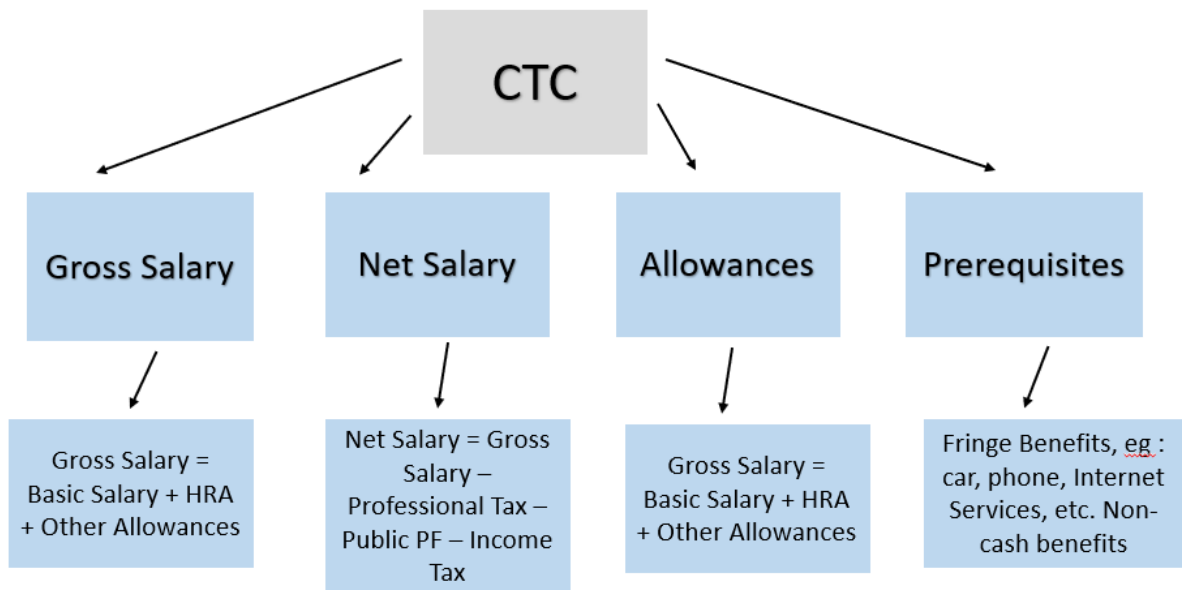 CTC
Gross Salary
Net Salary
Allowances
Prerequisites
Gross Salary =
Basic Salary + HRA
+ Other Allowances
Net Salary = Gross
Salary –
Professional Tax –
Public PF – Income
Tax
Gross Salary =
Basic Salary + HRA
+ Other Allowances
Fringe Benefits, eg :
car, phone, Internet
Services, etc. Non-
cash benefits